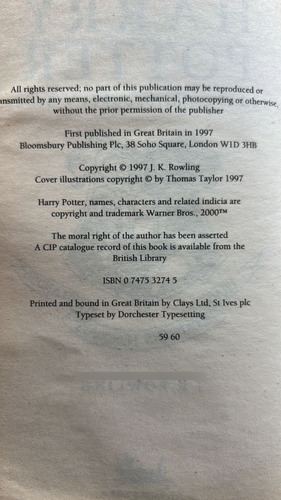 All rights reserved; no part of this publication may be reproduced or
transmitted by any means, electronic, mechanical, photocopying or otherwise,
without the prior permission of the publisher
First published in Great Britain in 1997
Bloomsbury Publishing Plc, 38 Soho Square, London W1D 3HB
Copyright © 1997 J. K. Rowling
Cover illustrations copyright © by Thomas Taylor 1997
Harry Potter, names, characters and related indicia are
copyright and trademark Warner Bros., 2000™
The moral right of the author has been asserted
A CIP catalogue record of this book is available from the
British Library
ISBN 0 7475 3274 5
Printed and bound in Great Britain by Clays Ltd, St Ives plc
Typeset by Dorchester Typesetting
59 60